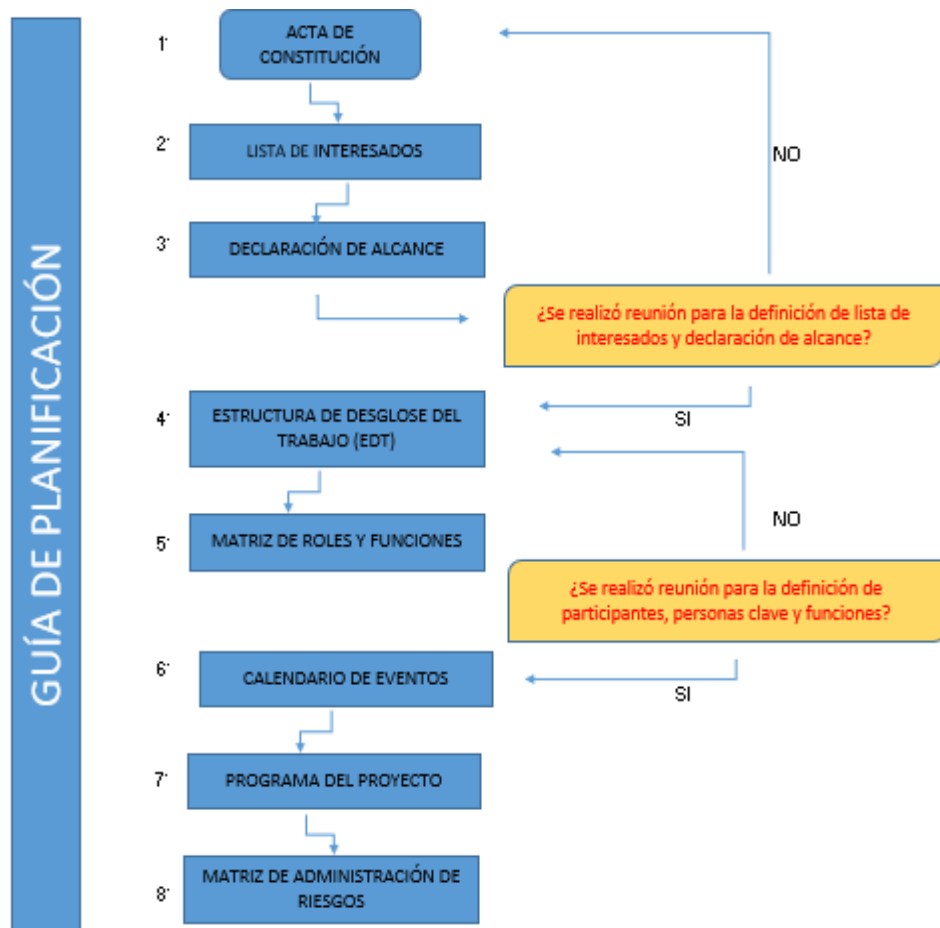 GUÍA DE PLANIFICACIÓN
1·
ACTA DE
CONSTITUCIÓN
NO
2·
LISTA DE INTERESADOS
3·
DECLARACIÓN DE ALCANCE
¿Se realizó reunión para la definición de lista de
interesados y declaración de alcance?
SI
4·
ESTRUCTURA DE DESGLOSE DEL
TRABAJO (EDT)
NO
5·
MATRIZ DE ROLES Y FUNCIONES
¿Se realizó reunión para la definición de
participantes, personas clave y funciones?
SI
6·
CALENDARIO DE EVENTOS
7·
PROGRAMA DEL PROYECTO
8·
MATRIZ DE ADMINISTRACIÓN DE
RIESGOS